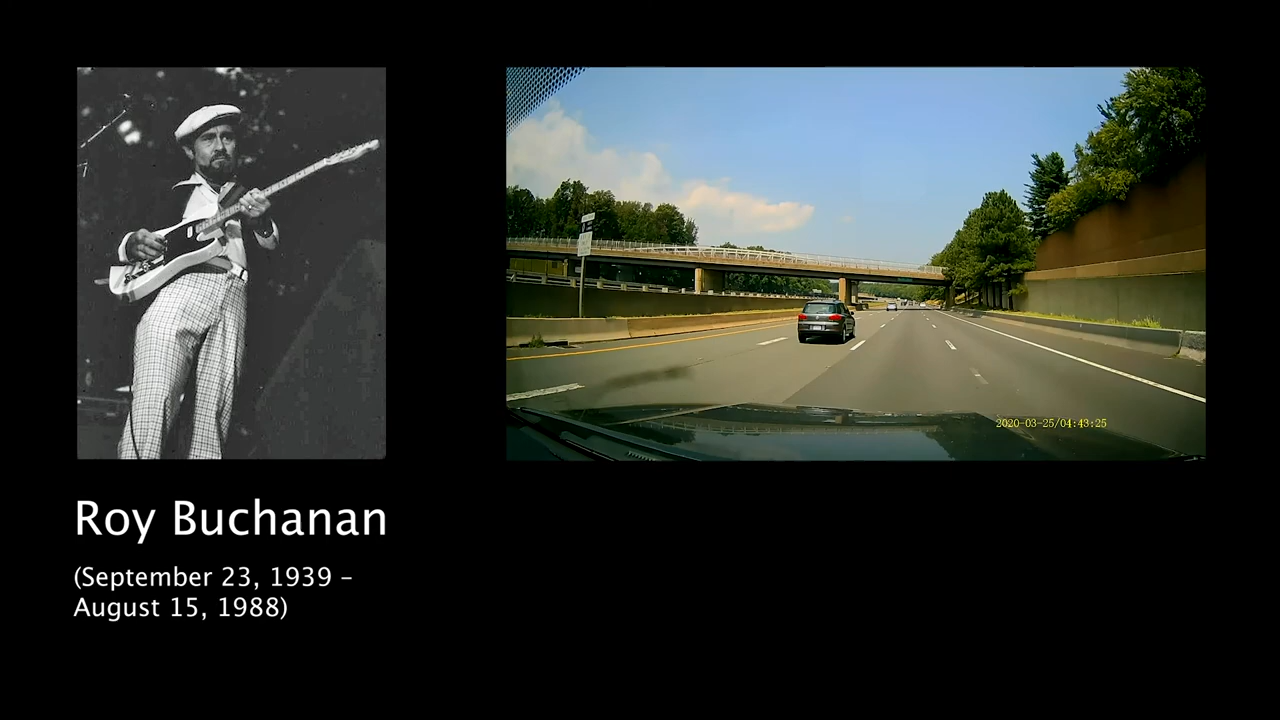 2020-03-25/04:43:25
Roy Buchanan
(September 23, 1939 –
August 15, 1988)